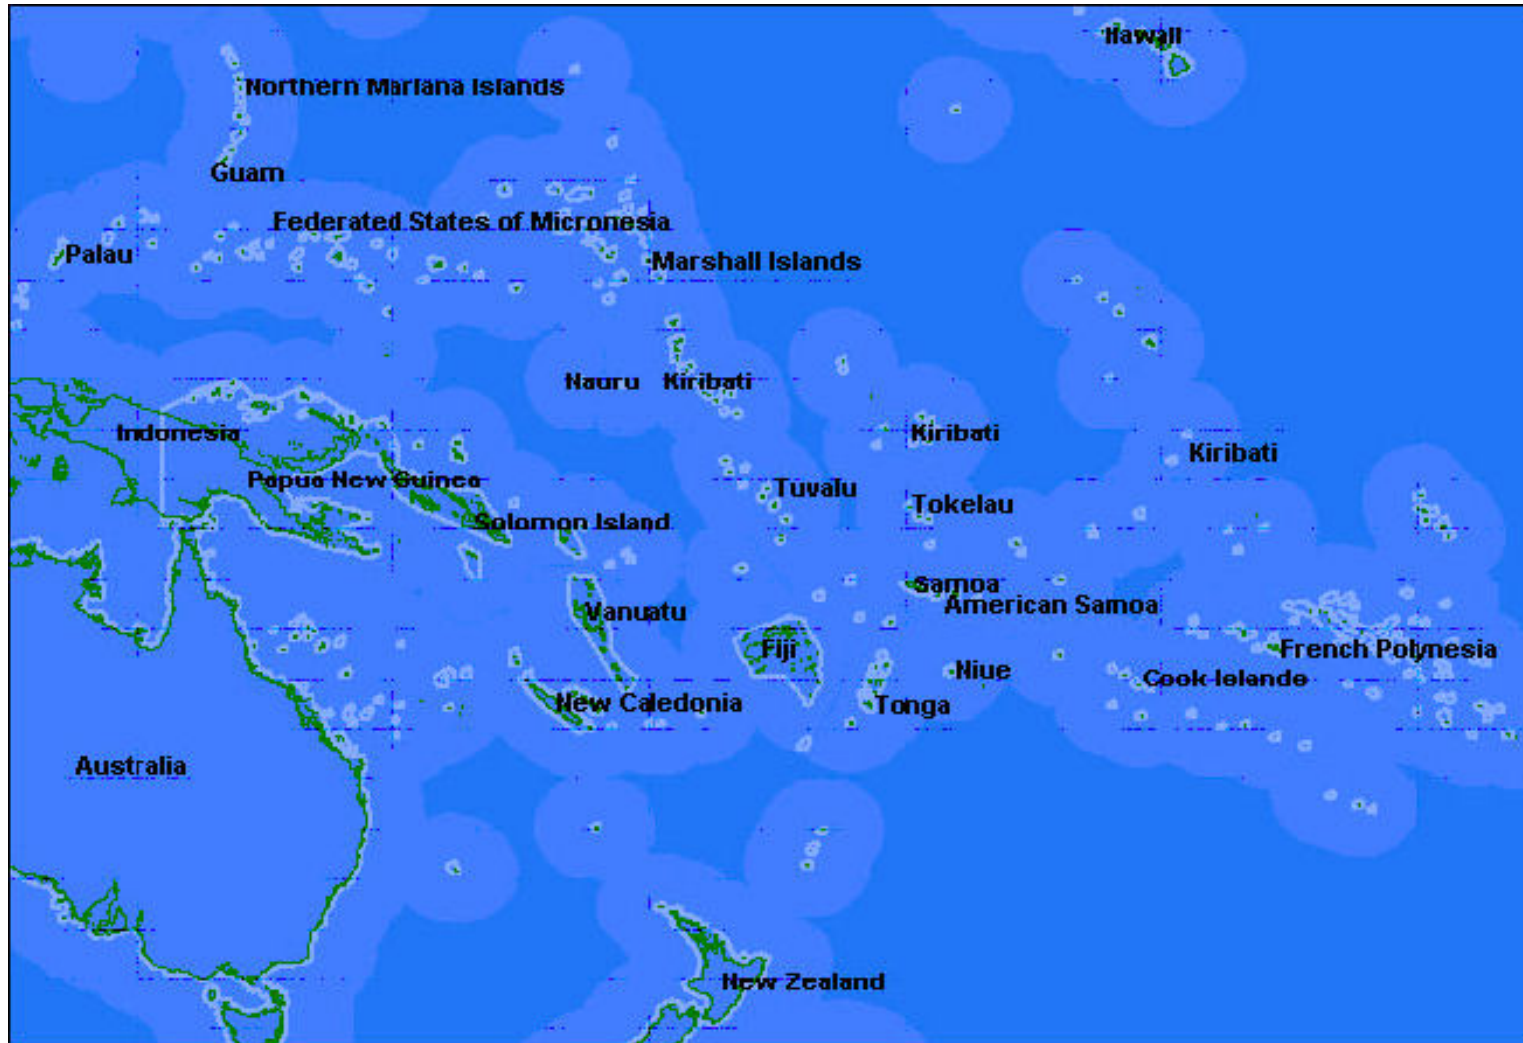 Hawaii
Northern Mariana Islands
Guam
Federated States of Micronesia
Palau
Marshall Islands
Nauru
Kiribati
Indonesia
Kiribati
Kiribati
Papua New Guinea
Tuvalu
Tokelau
Solomon Island
Samoa
American Samoa
Vanuatu
Fiji
French Polynesia
Niue
Cook Islands
New Caledonia
Tonga
Australia
New Zealand